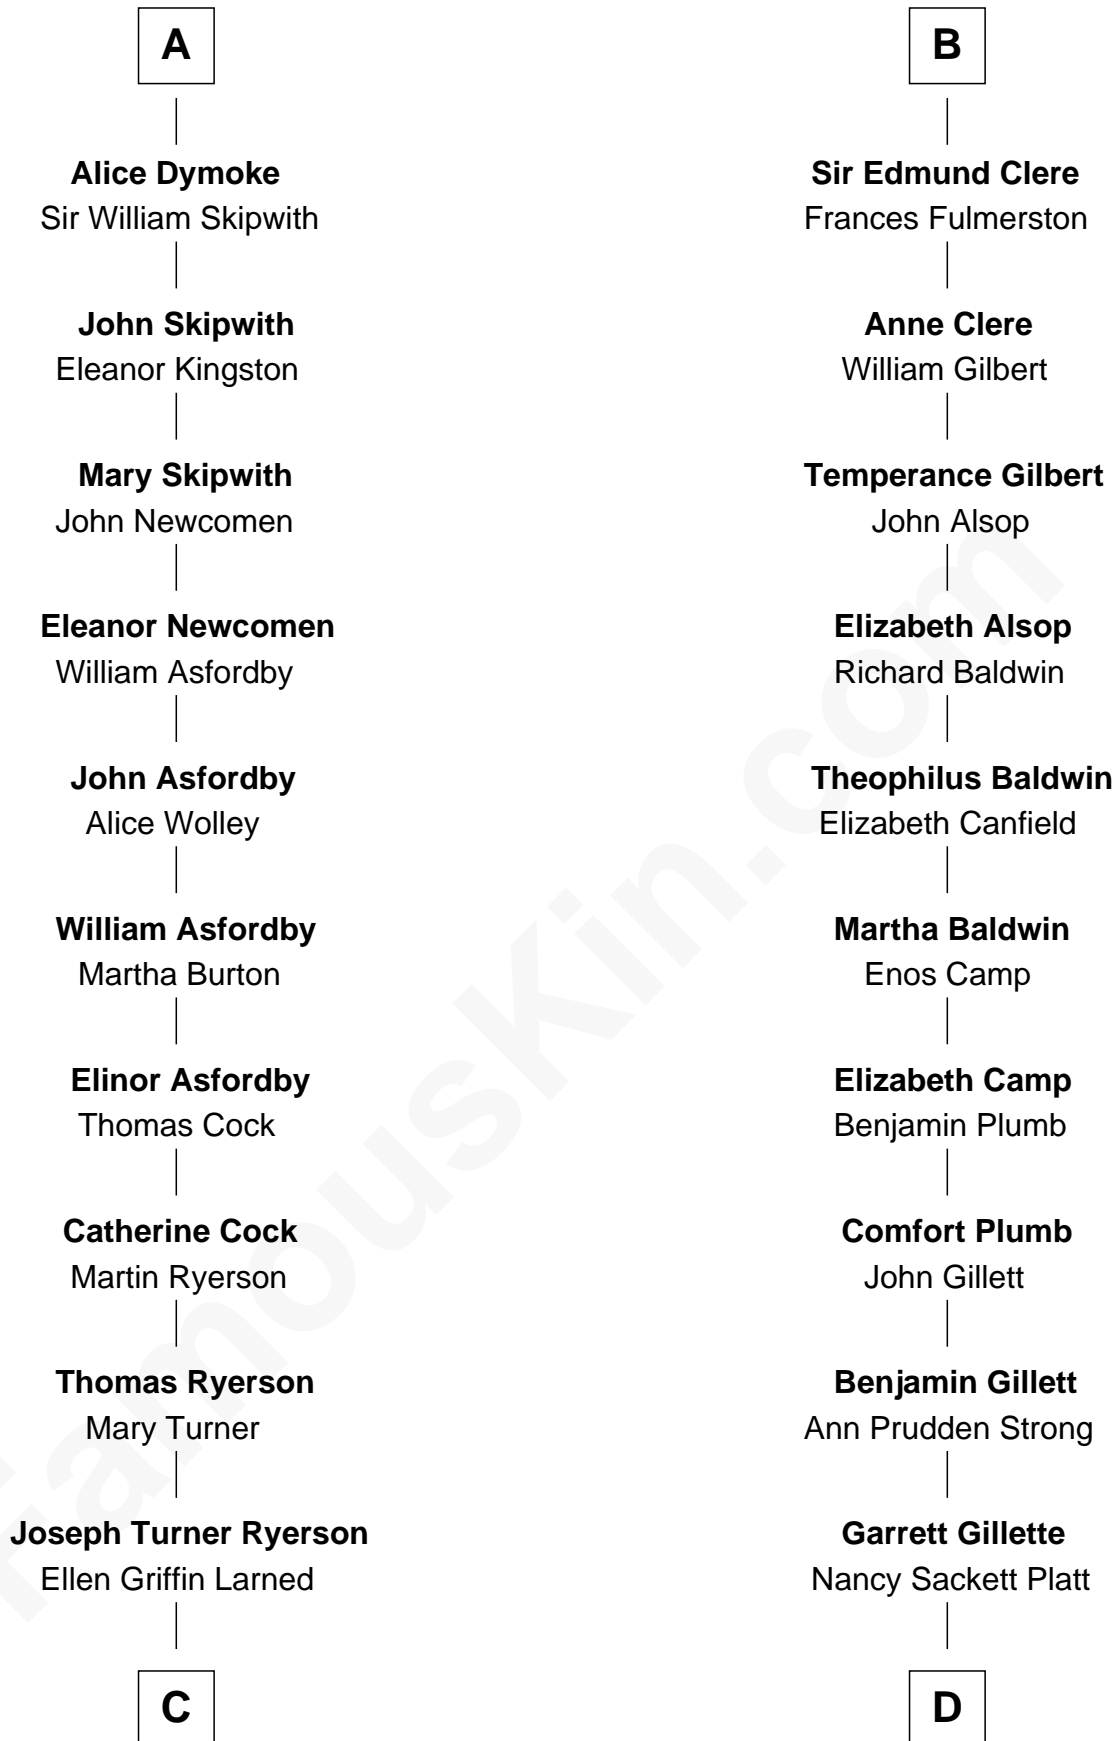 A
Alice Dymoke
Sir William Skipwith
John Skipwith
Eleanor Kingston
Mary Skipwith
John Newcomen
Eleanor Newcomen
William Asfordby
John Asfordby
Alice Wolley
William Asfordby
Martha Burton
Elinor Asfordby
Thomas Cock
Catherine Cock
Martin Ryerson
Thomas Ryerson
Mary Turner
Joseph Turner Ryerson
Ellen Griffin Larned
C
B
Sir Edmund Clere
Frances Fulmerston
Anne Clere
William Gilbert
Temperance Gilbert
John Alsop
Elizabeth Alsop
Richard Baldwin
Theophilus Baldwin
Elizabeth Canfield
Martha Baldwin
Enos Camp
Elizabeth Camp
Benjamin Plumb
Comfort Plumb
John Gillett
Benjamin Gillett
Ann Prudden Strong
Garrett Gillette
Nancy Sackett Platt
D
FamousKin.com